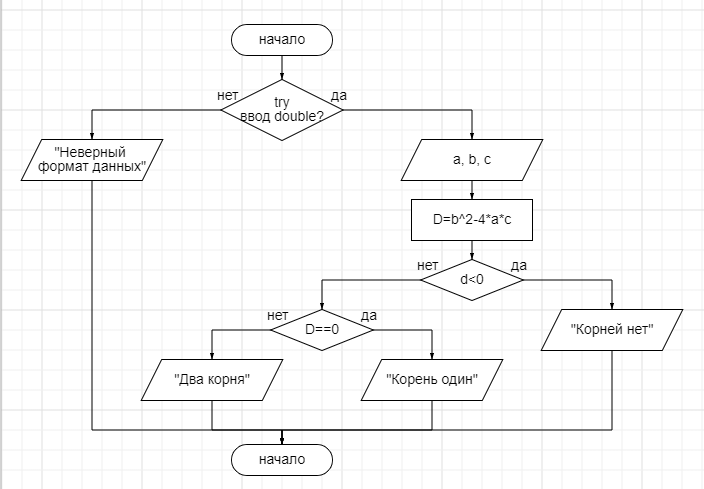 начало
нет
да
try
ввод double?
"Неверный
формат данных"
a, b, c
D=b^2-4*a*c
нет
да
d<0
нет
да
D==0
"Корней нет"
"Два корня"
"Корень один"
начало